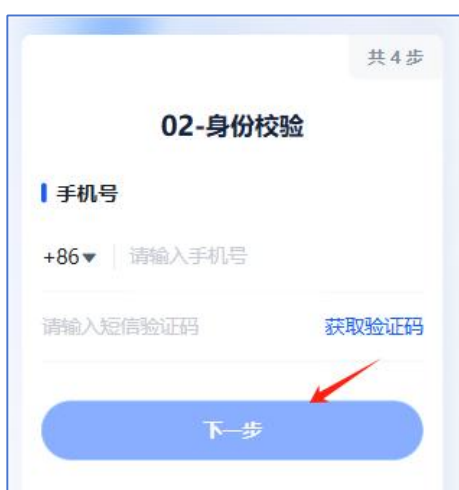 共4步
02-身份校验
手机号
+86▼ 请输入手机号
请输入短信验证码 获取验证码
下一步